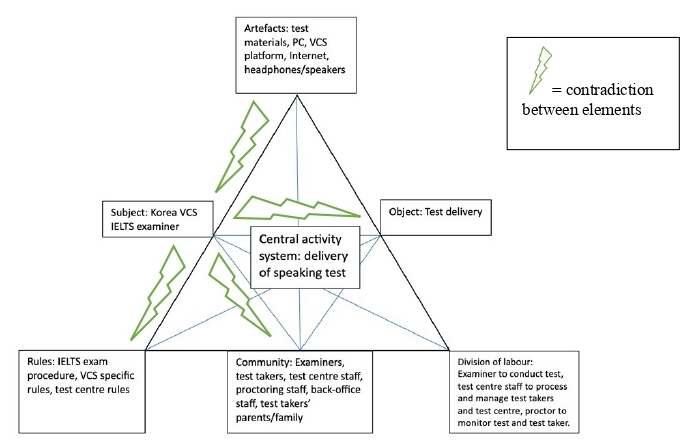 Artefacts: test
materials, PC, VCS
platform, Internet,
headphones/speakers
= contradiction
between elements
Subject: Korea VCS
IELTS examiner
Object: Test delivery
Central activity
system: delivery
of speaking test
Rules: IELTS exam
procedure, VCS specific
rules, test centre rules
Community: Examiners,
test takers, test centre staff,
proctoring staff, back-office
staff, test takers’
parents/family
Division of labour:
Examiner to conduct test,
test centre staff to process
and manage test takers
and test centre, proctor to
monitor test and test taker.